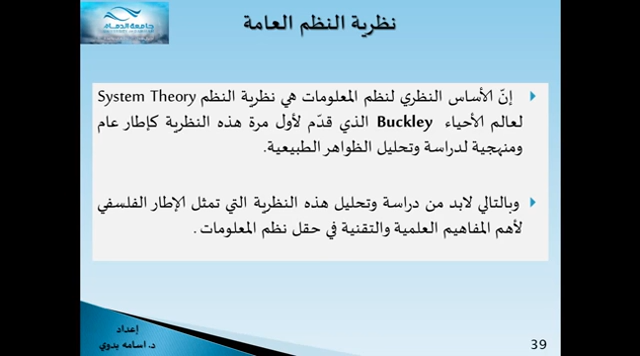 جامعة الدمام
نظرية النظم العامة
إنّ الأساس النظري لنظم المعلومات هي نظرية النظم System Theory
لعالم الأحياء Buckley الذي قدّم لأول مرة هذه النظرية كإطار عام
ومنهجية لدراسة وتحليل الظواهر الطبيعية.
وبالتالي لابد من دراسة وتحليل هذه النظرية التي تمثل الإطار الفلسفي
لأهم المفاهيم العلمية والتقنية في حقل نظم المعلومات .
إعداد
د. اسامه بدوي
39